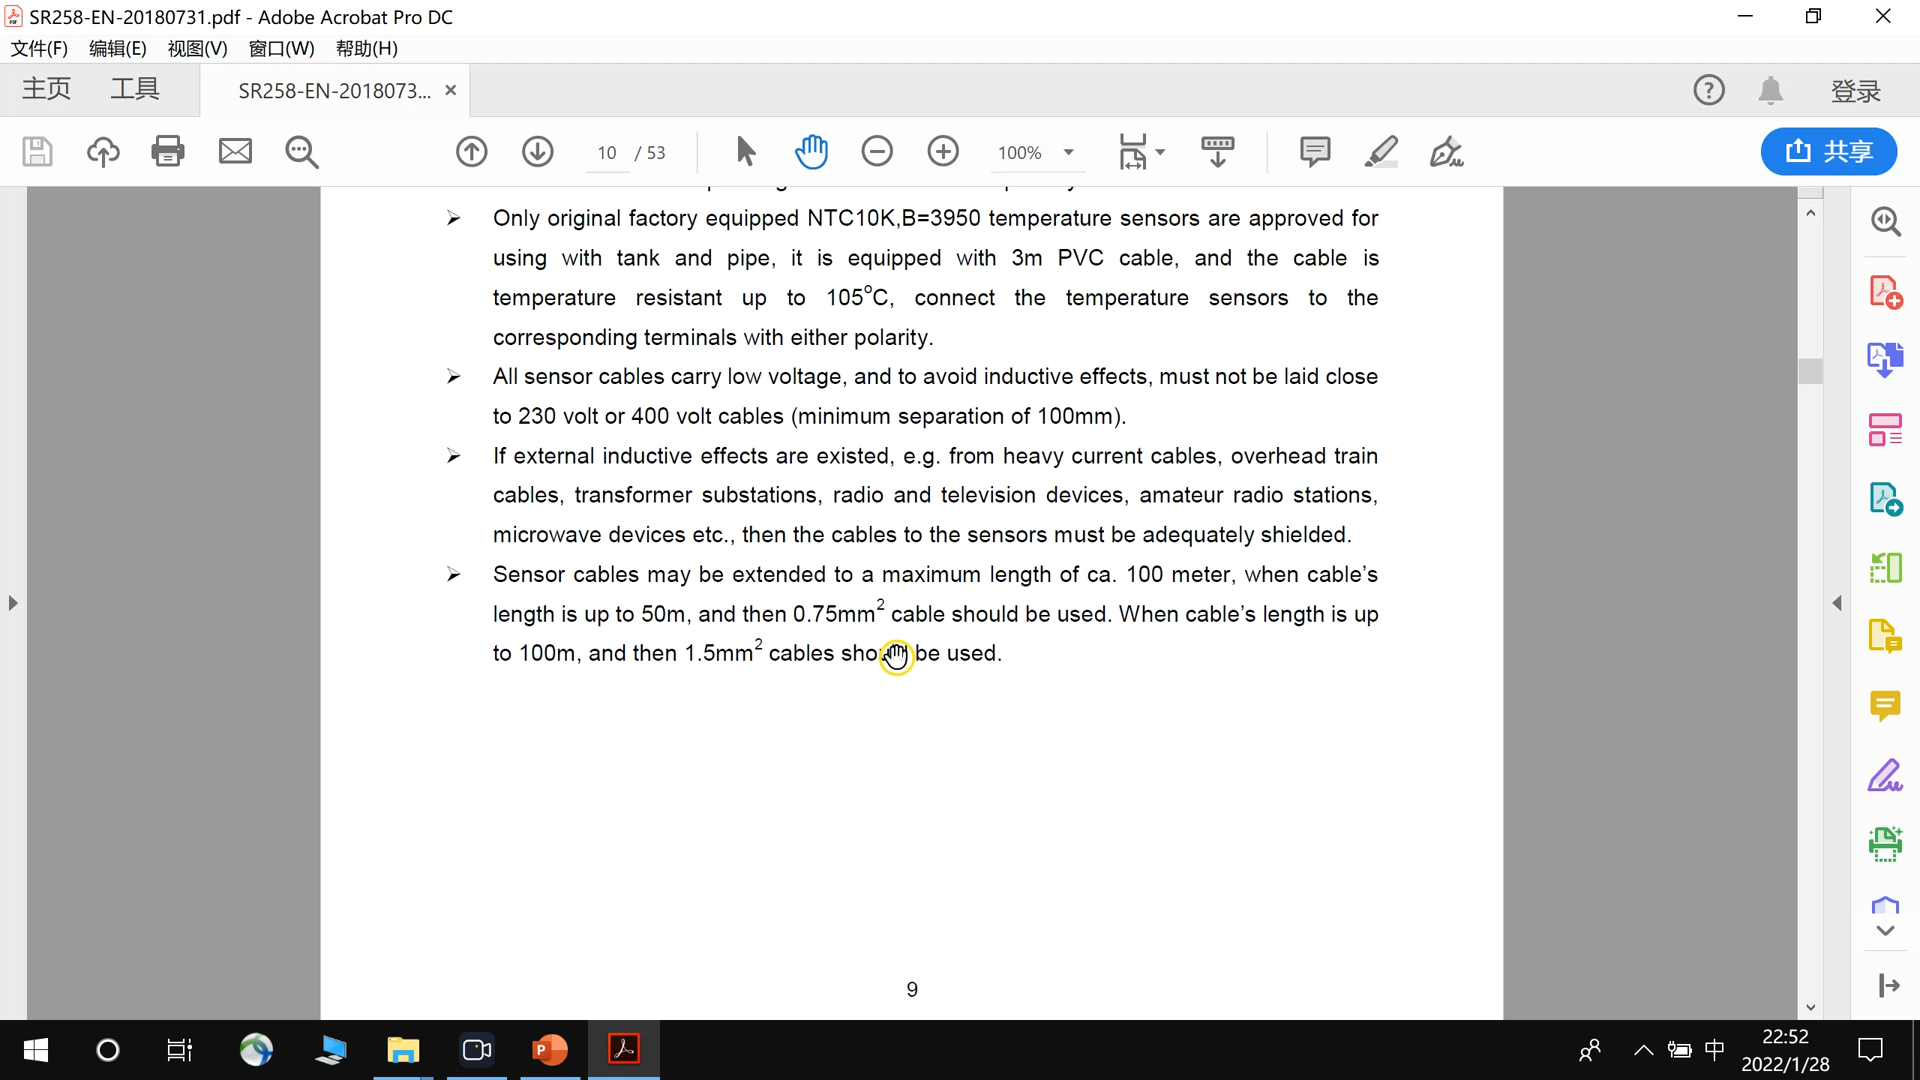 SR258-EN-20180731.pdf - Adobe Acrobat Pro DC
文件(F) 编辑(E) 视图(V) 窗口(W) 帮助(H)
主页 工具 SR258-EN-2018073... × 登录
10 / 53 100% 共享
➢ Only original factory equipped NTC10K,B=3950 temperature sensors are approved for
using with tank and pipe, it is equipped with 3m PVC cable, and the cable is
temperature resistant up to 105°C, connect the temperature sensors to the
corresponding terminals with either polarity.
➢ All sensor cables carry low voltage, and to avoid inductive effects, must not be laid close
to 230 volt or 400 volt cables (minimum separation of 100mm).
➢ If external inductive effects are existed, e.g. from heavy current cables, overhead train
cables, transformer substations, radio and television devices, amateur radio stations,
microwave devices etc., then the cables to the sensors must be adequately shielded.
➢ Sensor cables may be extended to a maximum length of ca. 100 meter, when cable’s
length is up to 50m, and then 0.75mm² cable should be used. When cable’s length is up
to 100m, and then 1.5mm² cables be used.
9
中 22:52
2022/1/28